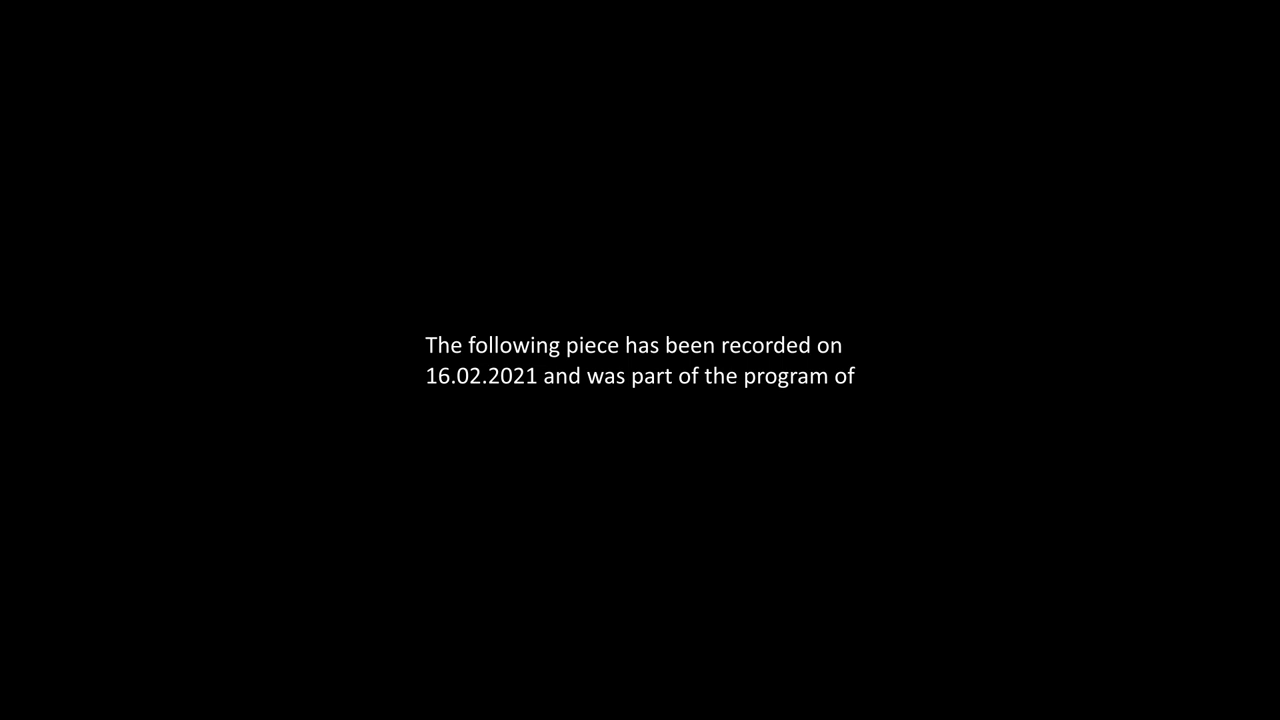 The following piece has been recorded on
16.02.2021 and was part of the program of